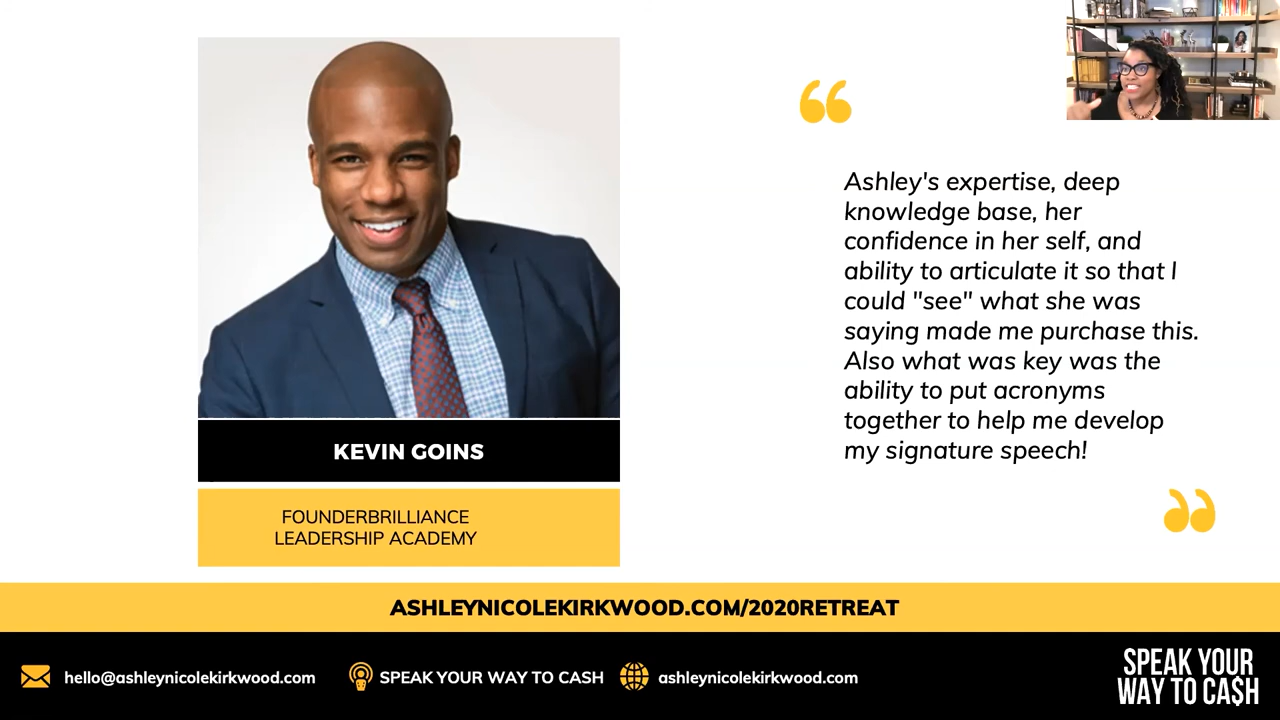 Ashley's expertise, deep
knowledge base, her
confidence in her self, and
ability to articulate it so that I
could "see" what she was
saying made me purchase this.
Also what was key was the
ability to put acronyms
together to help me develop
my signature speech!
KEVIN GOINS
FOUNDERBRILLIANCE
LEADERSHIP ACADEMY
ASHLEYNICOLEKIRKWOOD.COM/2020RETREAT
hello@ashleynicolekirkwood.com
SPEAK YOUR WAY TO CASH
ashleynicolekirkwood.com
SPEAK YOUR
WAY TO CA$H